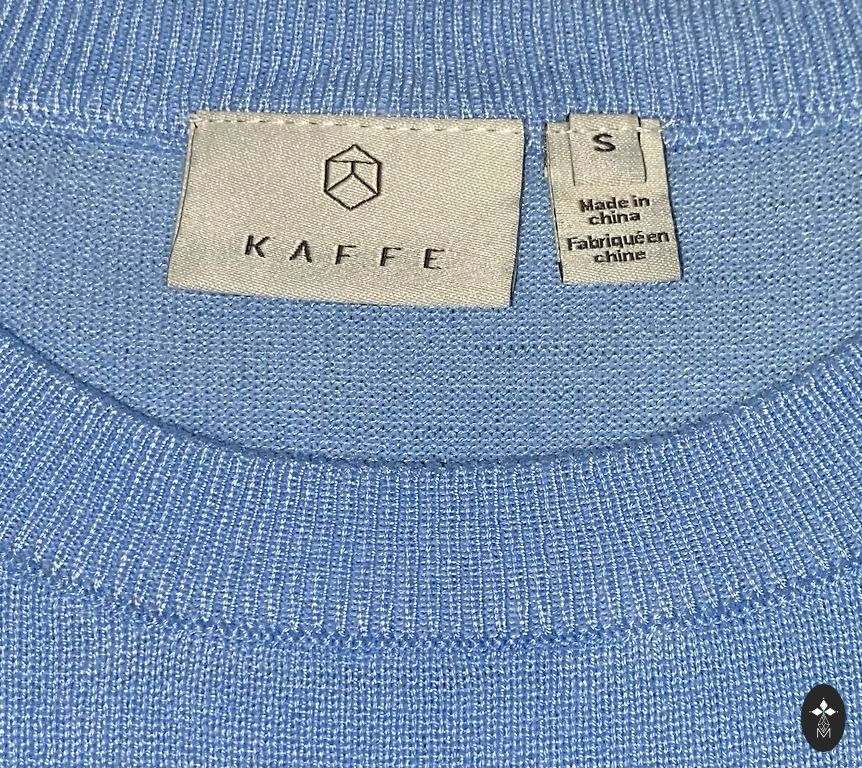 KAFFE
S
Made in
china
Fabriqué en
chine
M